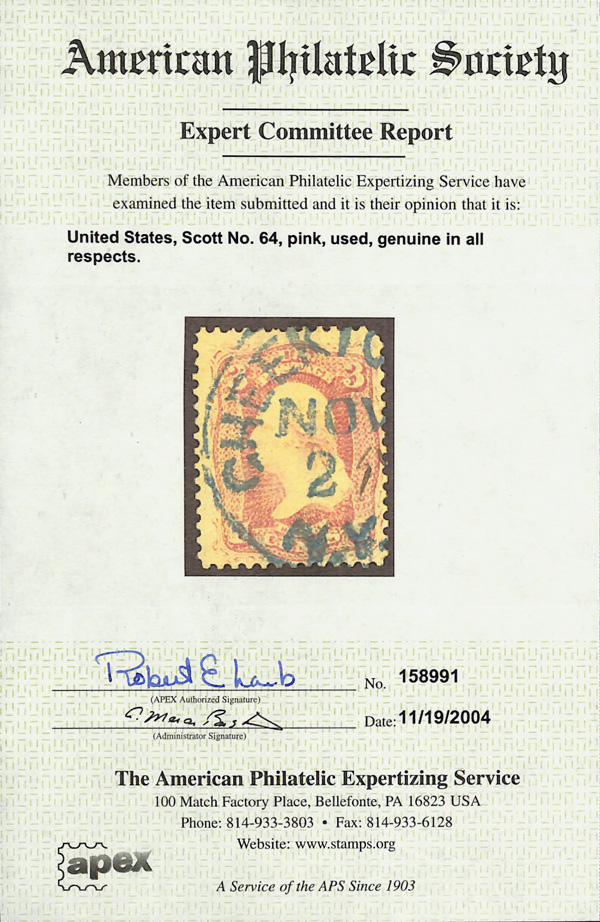 American Philatelic Society
Expert Committee Report
Members of the American Philatelic Expertizing Service have
examined the item submitted and it is their opinion that it is:
United States, Scott No. 64, pink, used, genuine in all
respects.
3
NOV
2
N.Y.
Robert E Lamb
No. 158991
(APEX Authorized Signature)
Date: 11/19/2004
(Administrator Signature)
The American Philatelic Expertizing Service
100 Match Factory Place, Bellefonte, PA 16823 USA
Phone: 814-933-3803 • Fax: 814-933-6128
Website: www.stamps.org
apex
A Service of the APS Since 1903